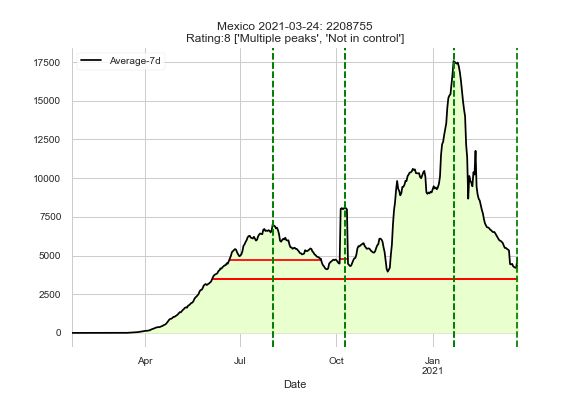 Mexico 2021-03-24: 2208755
Rating:8 ['Multiple peaks', 'Not in control']
Average-7d
17500
15000
12500
10000
7500
5000
2500
0
Apr
Jul
Oct
Jan
2021
Date